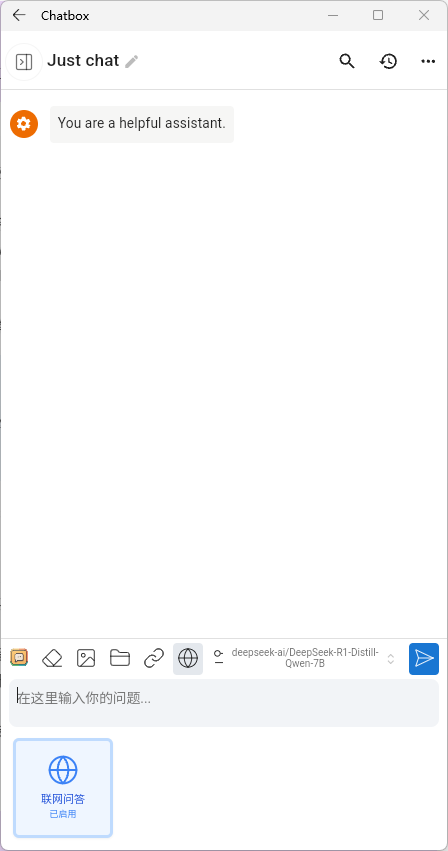 Chatbox
Just chat
You are a helpful assistant.
deepseek-ai/DeepSeek-R1-Distill-
Qwen-7B
在这里输入你的问题...
联网问答
已启用